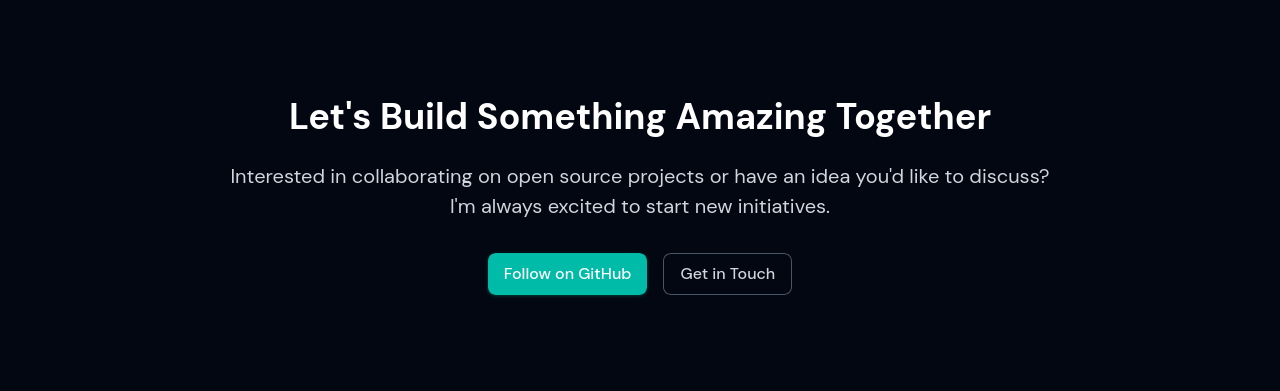 Let's Build Something Amazing Together
Interested in collaborating on open source projects or have an idea you'd like to discuss?
I'm always excited to start new initiatives.
Follow on GitHub
Get in Touch